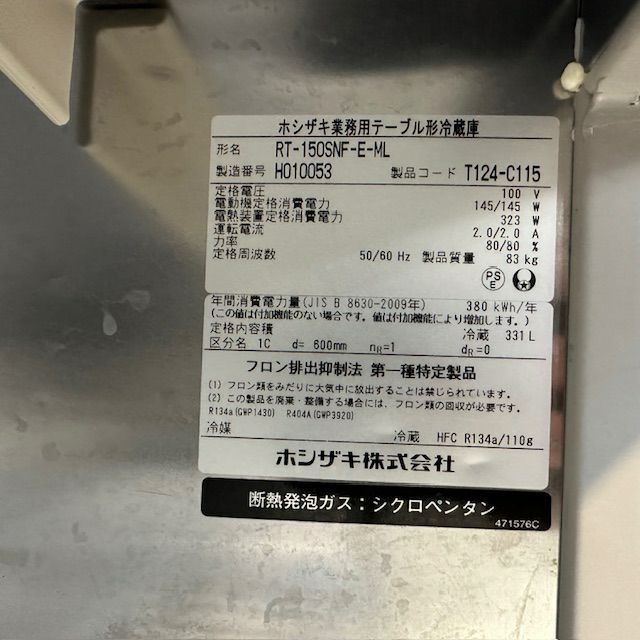 ホシザキ業務用テーブル形冷蔵庫
形名 RT-150SNF-E-ML
製造番号 H010053 製品コード T124-C115
定格電圧 100 V
電動機定格消費電力 145/145 W
電熱装置定格消費電力 323 W
運転電流 2.0/2.0 A
力率 80/80 %
定格周波数 50/60 Hz 製品質量 83 kg
PS E
年間消費電力量(JIS B 8630-2009年) 380 kWh/年
(この値は付加機能のない場合です。値は付加機能により増加します。)
定格内容積 冷蔵 331L
区分名 1C d= 600mm nR=1 dR=0
フロン排出抑制法 第一種特定製品
(1) フロン類をみだりに大気中に放出することは禁じられています。
(2) この製品を廃棄・整備する場合には、フロン類の回収が必要です。
R134a(GWP1430) R404A(GWP3920)
冷媒 冷蔵 HFC R134a/110g
ホシザキ株式会社
断熱発泡ガス：シクロペンタン
471576C